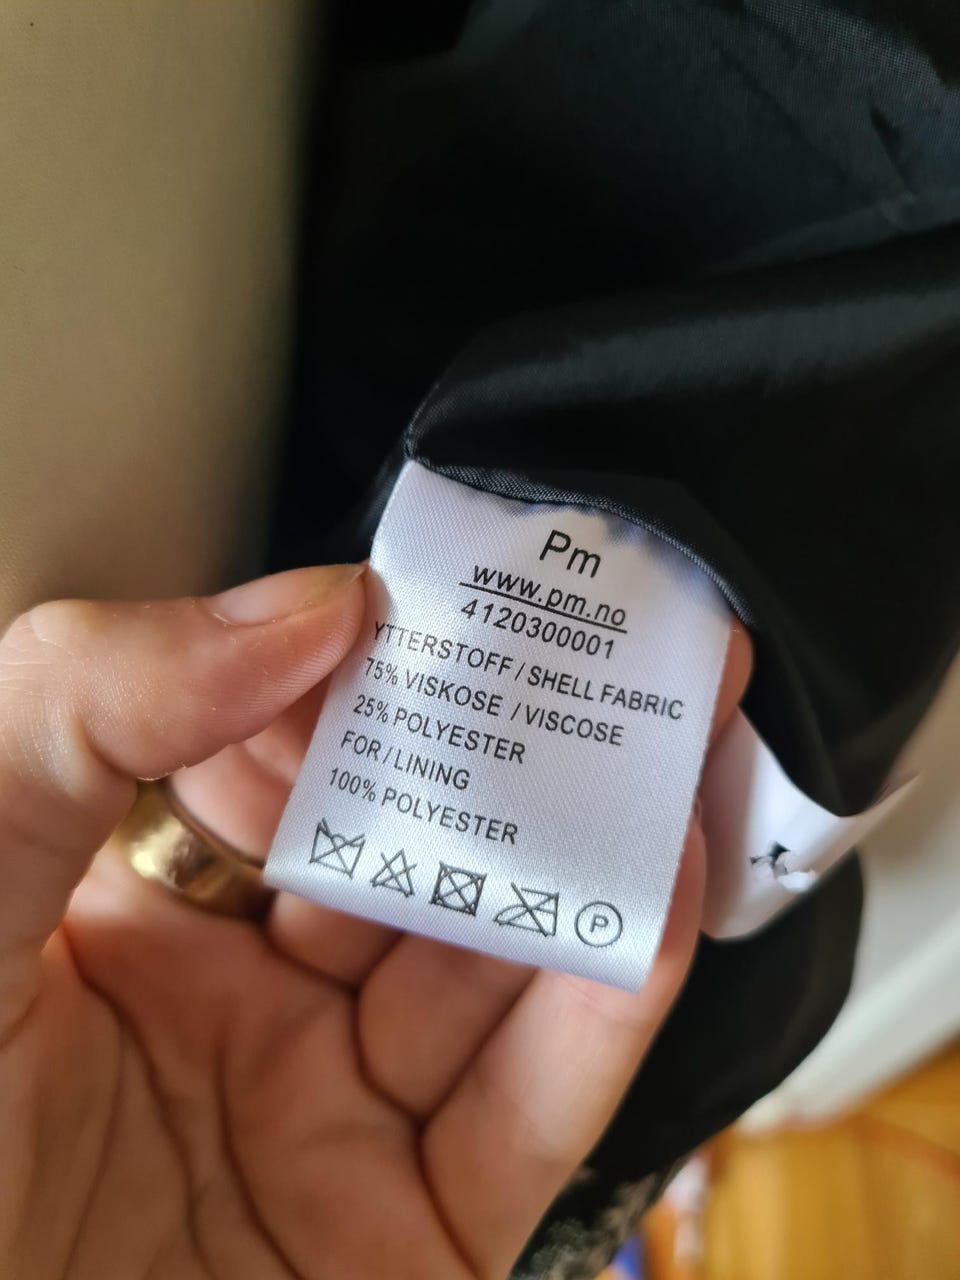 Pm
www.pm.no
4120300001
YTTERSTOFF / SHELL FABRIC
75% VISKOSE / VISCOSE
25% POLYESTER
FOR / LINING
100% POLYESTER
P